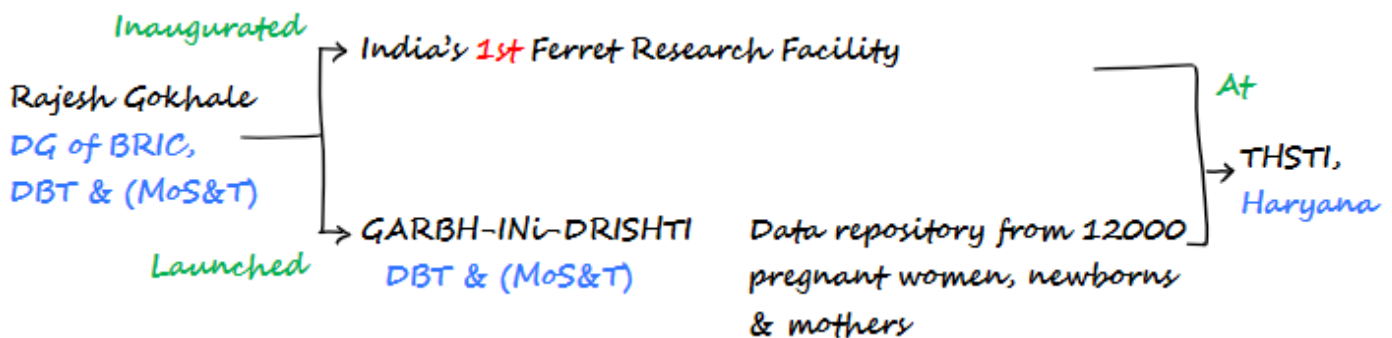 Inaugurated
India's 1st Ferret Research Facility
Rajesh Gokhale
DG of BRIC,
DBT & (MoS&T)
At
THSTI,
Haryana
Launched
GARBH-INi-DRISHTI
DBT & (MoS&T)
Data repository from 12000
pregnant women, newborns
& mothers